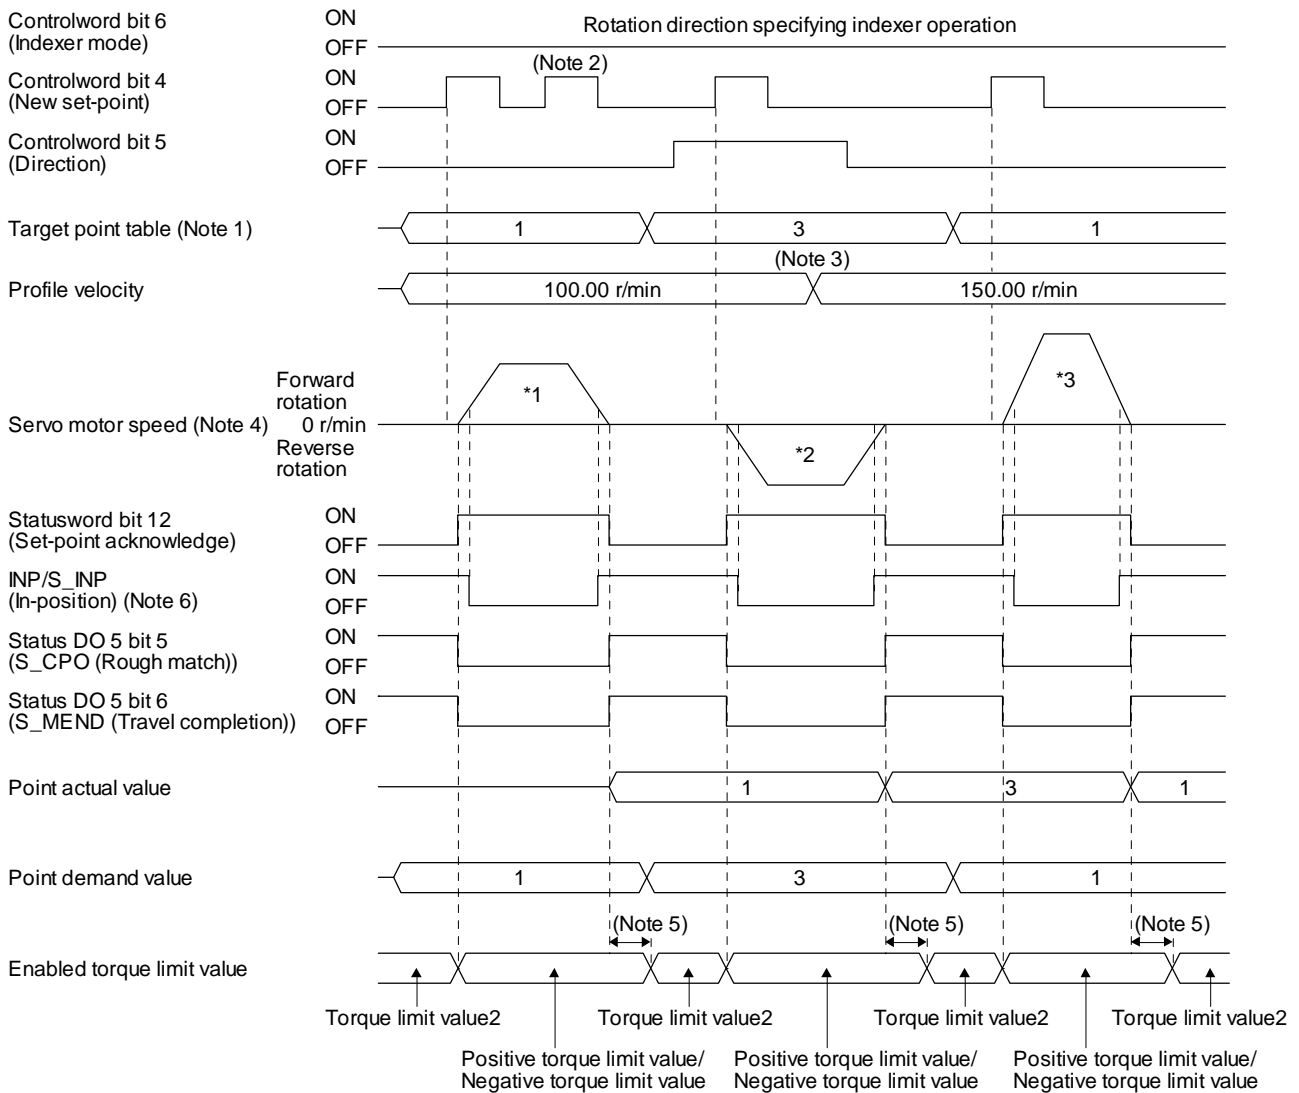 Controlword bit 6
(Indexer mode)
ON
OFF
Rotation direction specifying indexer operation
Controlword bit 4
(New set-point)
ON
OFF
(Note 2)
Controlword bit 5
(Direction)
ON
OFF
Target point table (Note 1)
1
3
1
(Note 3)
Profile velocity
100.00 r/min
150.00 r/min
Servo motor speed (Note 4)
Forward
rotation
0 r/min
Reverse
rotation
*1
*2
*3
Statusword bit 12
(Set-point acknowledge)
ON
OFF
INP/S_INP
(In-position) (Note 6)
ON
OFF
Status DO 5 bit 5
(S_CPO (Rough match))
ON
OFF
Status DO 5 bit 6
(S_MEND (Travel completion))
ON
OFF
Point actual value
1
3
1
Point demand value
1
3
1
(Note 5)
(Note 5)
(Note 5)
Enabled torque limit value
Torque limit value2
Torque limit value2
Torque limit value2
Torque limit value2
Positive torque limit value/
Negative torque limit value
Positive torque limit value/
Negative torque limit value
Positive torque limit value/
Negative torque limit value